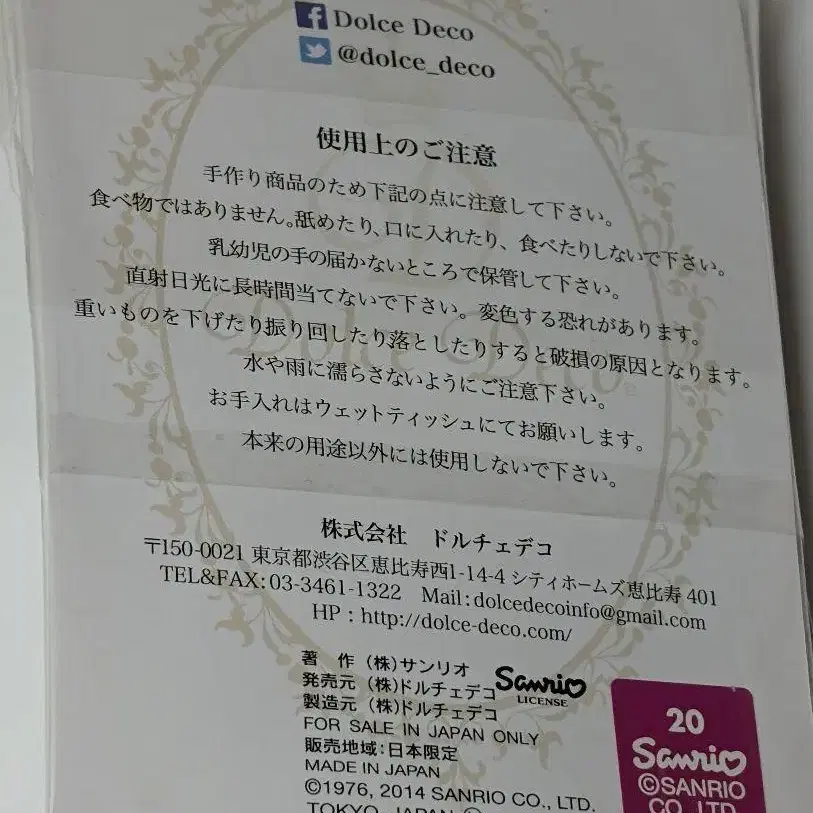 Dolce Deco
@dolce_deco
使用上のご注意
手作り商品のため下記の点に注意して下さい。
食べ物ではありません。舐めたり、口に入れたり、食べたりしないで下さい。
乳幼児の手の届かないところで保管して下さい。
直射日光に長時間当てないで下さい。変色する恐れがあります。
重いものを下げたり振り回したり落としたりすると破損の原因となります。
水や雨に濡らさないようにご注意下さい。
お手入れはウェットティッシュにてお願いします。
本来の用途以外には使用しないで下さい。
Dolce Deco
株式会社　ドルチェデコ
〒150-0021 東京都渋谷区恵比寿西1-14-4 シティホームズ恵比寿 401
TEL&FAX:03-3461-1322　Mail:dolcedecoinfo@gmail.com
HP：http://dolce-deco.com/
著　作 (株)サンリオ
発売元 (株)ドルチェデコ
製造元 (株)ドルチェデコ
FOR SALE IN JAPAN ONLY
販売地域:日本限定
MADE IN JAPAN
©1976, 2014 SANRIO CO., LTD.
TOKYO, JAPAN
Sanrio
LICENSE
20
Sanrio
©SANRIO
CO.,LTD.